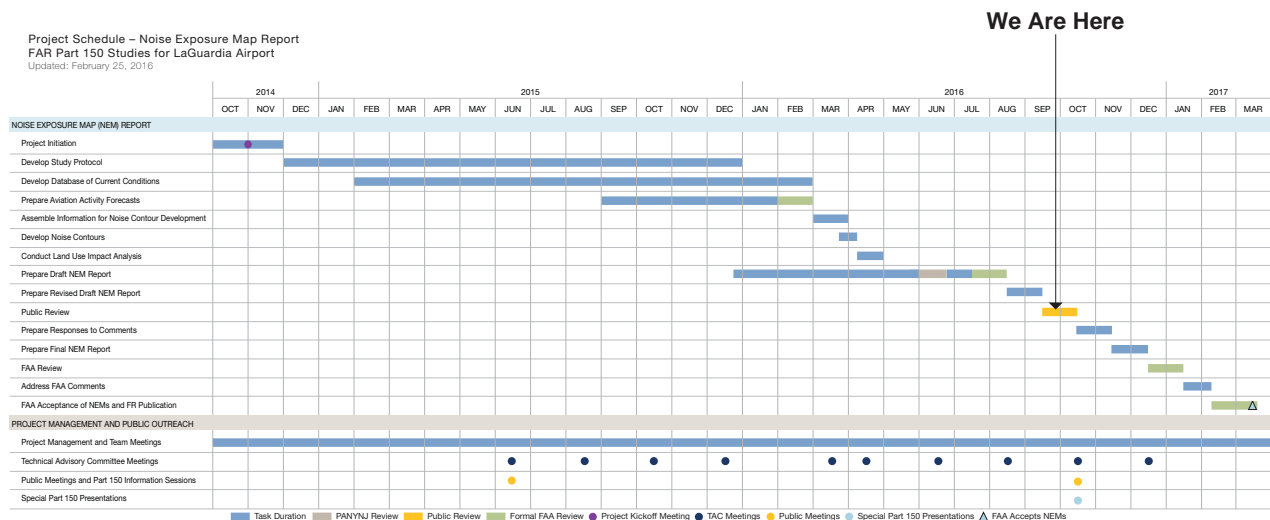 We Are Here
Project Schedule – Noise Exposure Map Report
FAR Part 150 Studies for LaGuardia Airport
Updated: February 25, 2016
2014 2015 2016 2017
OCT NOV DEC JAN FEB MAR APR MAY JUN JUL AUG SEP OCT NOV DEC JAN FEB MAR APR MAY JUN JUL AUG SEP OCT NOV DEC JAN FEB MAR
NOISE EXPOSURE MAP (NEM) REPORT
Project Initiation
Develop Study Protocol
Develop Database of Current Conditions
Prepare Aviation Activity Forecasts
Assemble Information for Noise Contour Development
Develop Noise Contours
Conduct Land Use Impact Analysis
Prepare Draft NEM Report
Prepare Revised Draft NEM Report
Public Review
Prepare Responses to Comments
Prepare Final NEM Report
FAA Review
Address FAA Comments
FAA Acceptance of NEMs and FR Publication
PROJECT MANAGEMENT AND PUBLIC OUTREACH
Project Management and Team Meetings
Technical Advisory Committee Meetings
Public Meetings and Part 150 Information Sessions
Special Part 150 Presentations
Task Duration PANYNJ Review Public Review Formal FAA Review Project Kickoff Meeting TAC Meetings Public Meetings Special Part 150 Presentations FAA Accepts NEMs